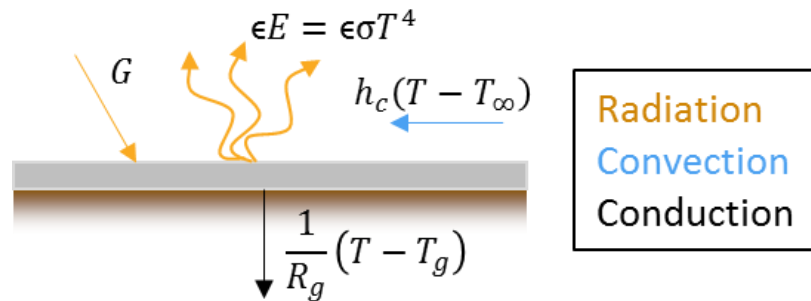 ϵE = ϵσT⁴
G
h_c(T − T_∞)
1/R_g (T − T_g)
Radiation
Convection
Conduction